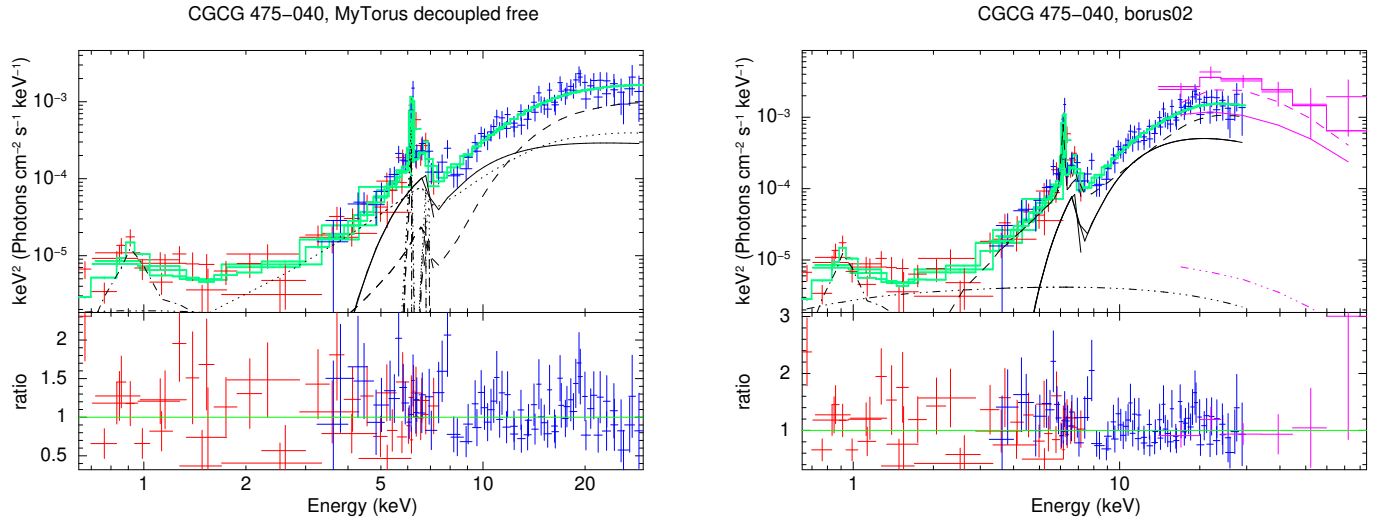 CGCG 475−040, MyTorus decoupled free
keV² (Photons cm⁻² s⁻¹ keV⁻¹)
10⁻³
10⁻⁴
10⁻⁵
ratio
2
1.5
1
0.5
1
2
5
10
20
Energy (keV)
CGCG 475−040, borus02
keV² (Photons cm⁻² s⁻¹ keV⁻¹)
10⁻³
10⁻⁴
10⁻⁵
ratio
3
2
1
1
10
Energy (keV)